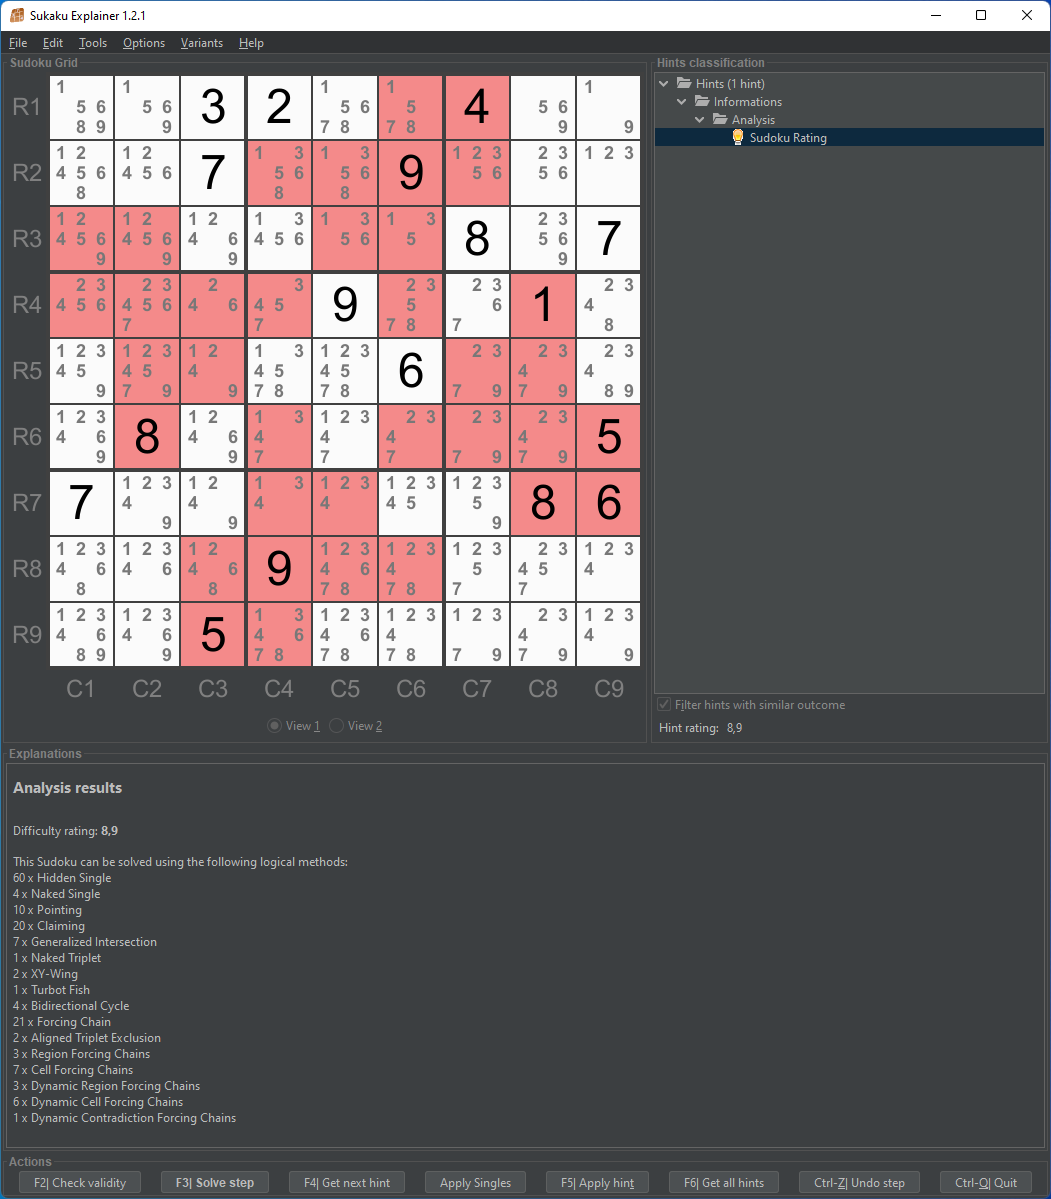 Sukaku Explainer 1.2.1
File Edit Tools Options Variants Help
Sudoku Grid
R1
1 5 6 8 9
1 5 6 9
3
2
1 5 6 7 8
1 5 7 8
4
5 6 9
1 9
R2
1 2 4 5 6 8
1 2 4 5 6
7
1 3 5 6 8
1 3 5 6 8
9
1 2 3 5 6
2 3 5 6
1 2 3
R3
1 2 4 5 6 9
1 2 4 5 6 9
1 2 4 6 9
1 3 4 5 6
1 3 5 6
1 3 5
8
2 3 5 6 9
7
R4
2 3 4 5 6
2 3 4 5 6 7
2 4 6
3 4 5 7
9
2 3 5 7 8
2 3 6 7
1
2 3 4 8
R5
1 2 3 4 5 9
1 2 3 4 5 7 9
1 2 4 9
1 3 4 5 7 8
1 2 3 4 5 7 8
6
2 3 7 9
2 3 4 7 9
2 3 4 8 9
R6
1 2 3 4 6 9
8
1 2 4 6 9
1 3 4 7
1 2 3 4 7
2 3 4 7
2 3 7 9
2 3 4 7 9
5
R7
7
1 2 3 4 9
1 2 4 9
1 3 4
1 2 3 4
1 2 3 4 5
1 2 3 5 9
8
6
R8
1 2 3 4 6 8
1 2 3 4 6
1 2 4 6 8
9
1 2 3 4 6 7 8
1 2 3 4 7 8
1 2 3 5 7
2 3 4 5 7
1 2 3 4
R9
1 2 3 4 6 8 9
1 2 3 4 6 9
5
1 3 4 6 7 8
1 2 3 4 6 7 8
1 2 3 4 7 8
1 2 3 7 9
2 3 4 7 9
1 2 3 4 9
C1 C2 C3 C4 C5 C6 C7 C8 C9
View 1 View 2
Hints classification
Hints (1 hint)
Informations
Analysis
Sudoku Rating
Filter hints with similar outcome
Hint rating: 8,9
Explanations
Analysis results
Difficulty rating: 8,9
This Sudoku can be solved using the following logical methods:
60 x Hidden Single
4 x Naked Single
10 x Pointing
20 x Claiming
7 x Generalized Intersection
1 x Naked Triplet
2 x XY-Wing
1 x Turbot Fish
4 x Bidirectional Cycle
21 x Forcing Chain
2 x Aligned Triplet Exclusion
3 x Region Forcing Chains
7 x Cell Forcing Chains
3 x Dynamic Region Forcing Chains
6 x Dynamic Cell Forcing Chains
1 x Dynamic Contradiction Forcing Chains
Actions
F2| Check validity F3| Solve step F4| Get next hint Apply Singles F5| Apply hint F6| Get all hints Ctrl-Z| Undo step Ctrl-Q| Quit